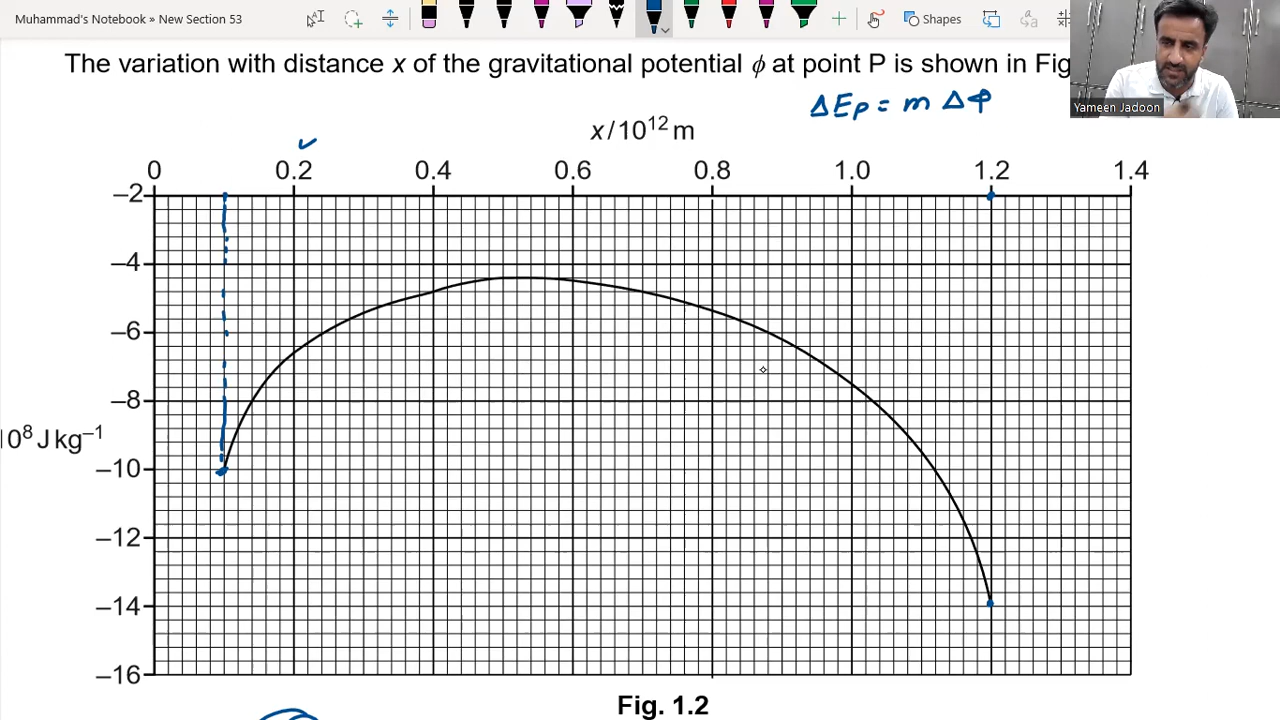 Muhammad's Notebook » New Section 53
Shapes
The variation with distance x of the gravitational potential ϕ at point P is shown in Fig
Yameen Jadoon
ΔEp = m Δϕ
x/10¹² m
0 0.2 0.4 0.6 0.8 1.0 1.2 1.4
–2
–4
–6
–8
10⁸ J kg⁻¹
–10
–12
–14
–16
Fig. 1.2